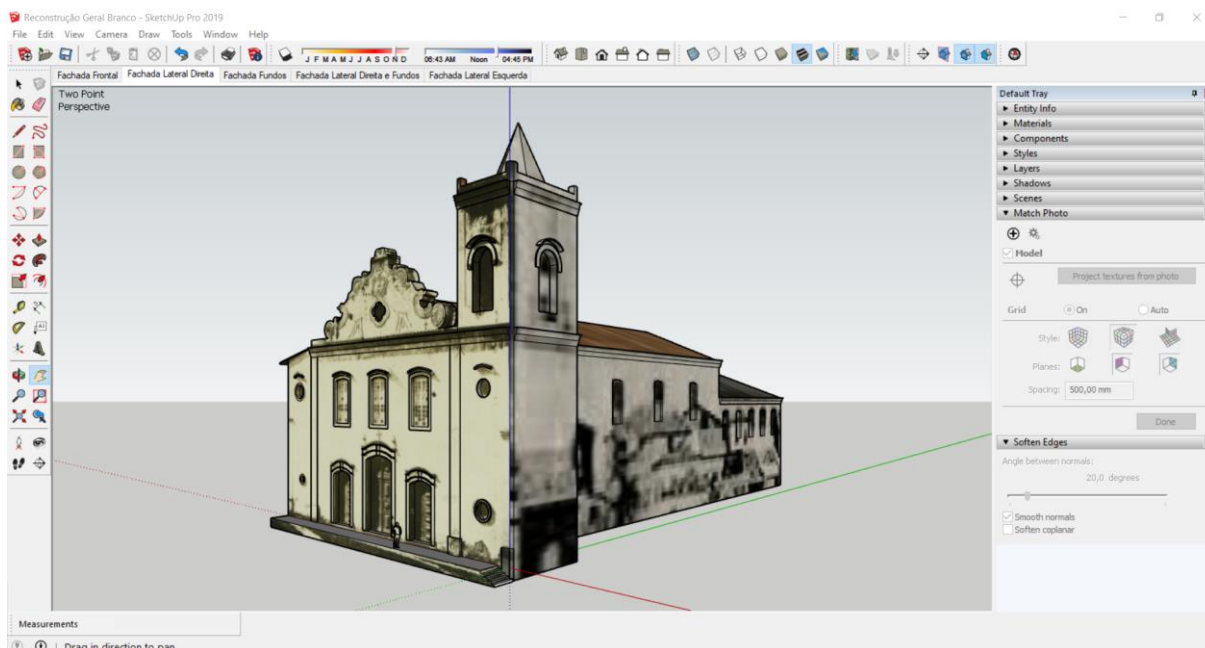 Reconstrução Geral Branco - SketchUp Pro 2019
File Edit View Camera Draw Tools Window Help
J F M A M J J A S O N D 06:43 AM Noon 04:45 PM
Fachada Frontal Fachada Lateral Direita Fachada Fundos Fachada Lateral Direita e Fundos Fachada Lateral Esquerda
Two Point
Perspective
Default Tray
Entity Info
Materials
Components
Styles
Layers
Shadows
Scenes
Match Photo
Model
Project textures from photo
Grid On Auto
Style:
Planes:
Spacing: 500,00 mm
Done
Soften Edges
Angle between normals:
20,0 degrees
Smooth normals
Soften coplanar
Measurements
Drag in direction to pan